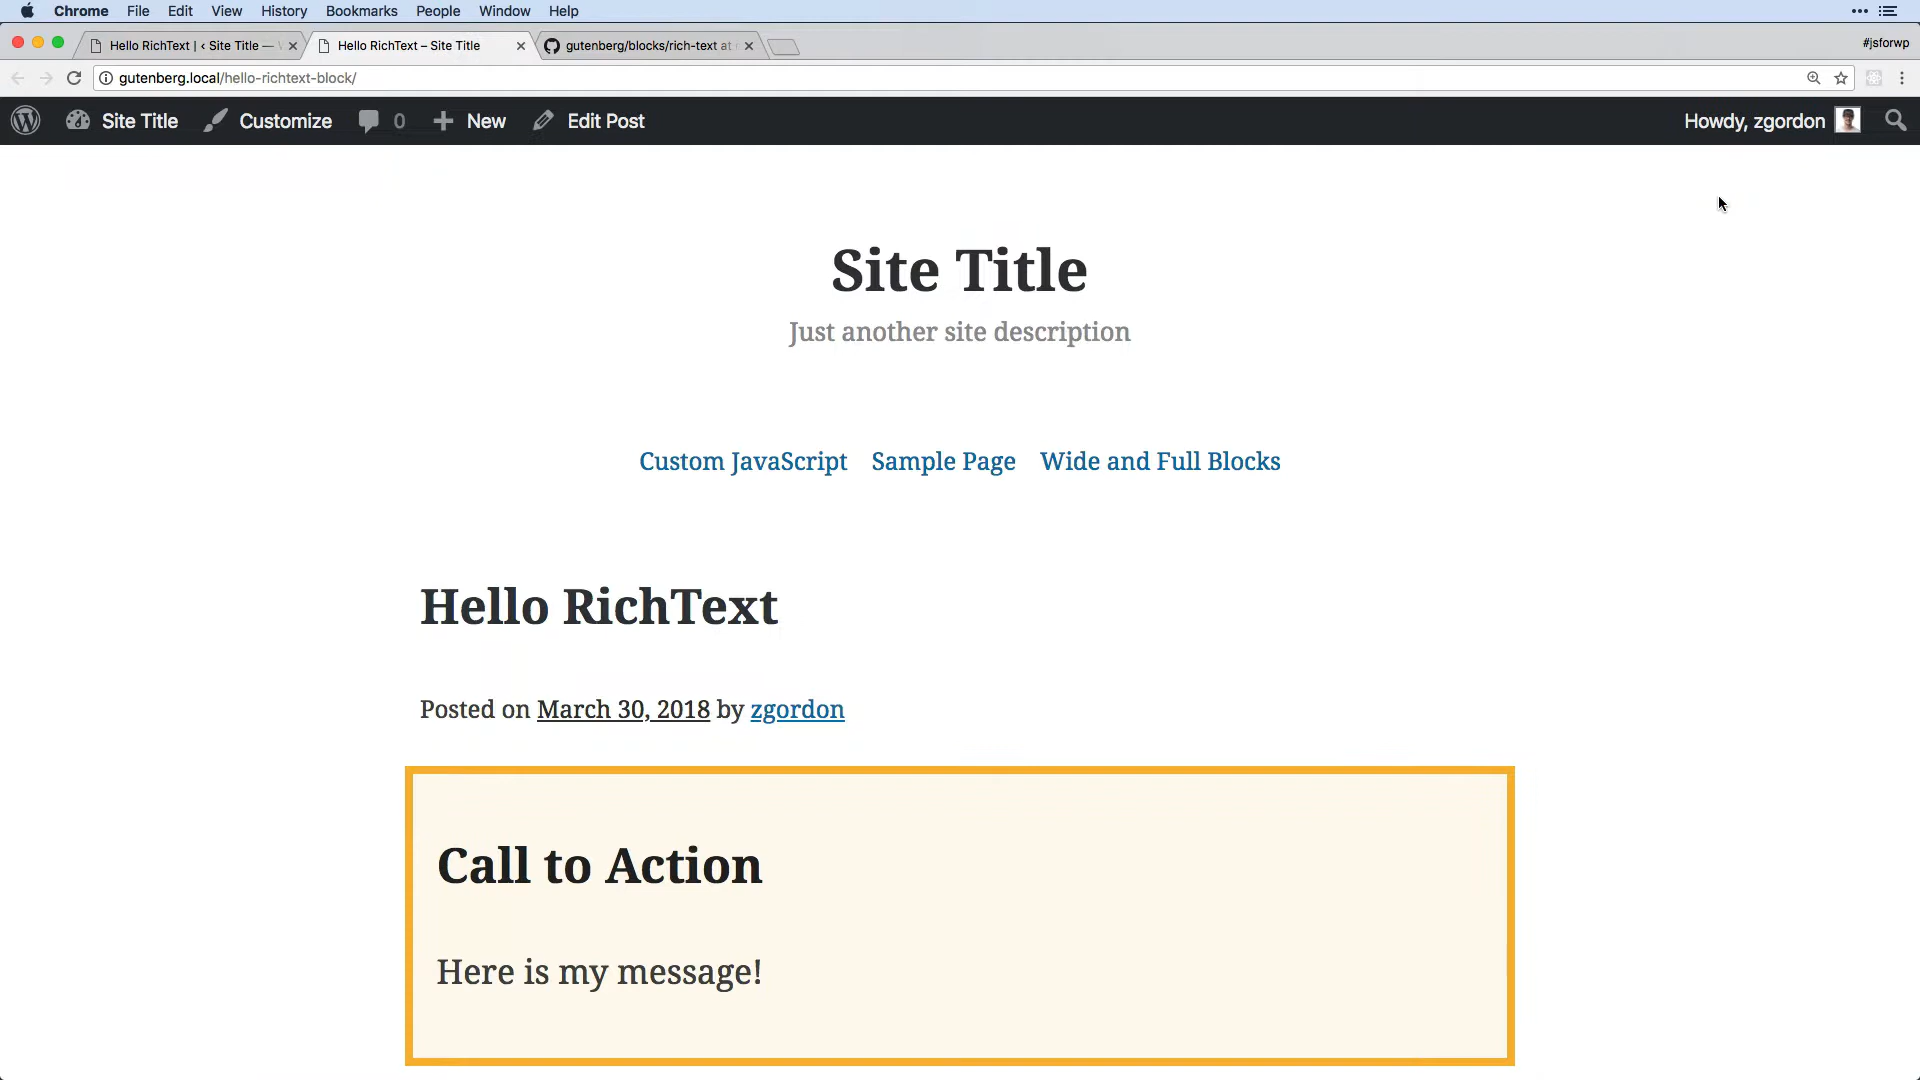 Chrome File Edit View History Bookmarks People Window Help
Hello RichText | ‹ Site Title —
Hello RichText – Site Title
gutenberg/blocks/rich-text at
#jsforwp
gutenberg.local/hello-richtext-block/
Site Title Customize 0 New Edit Post Howdy, zgordon
Site Title
Just another site description
Custom JavaScript Sample Page Wide and Full Blocks
Hello RichText
Posted on March 30, 2018 by zgordon
Call to Action
Here is my message!